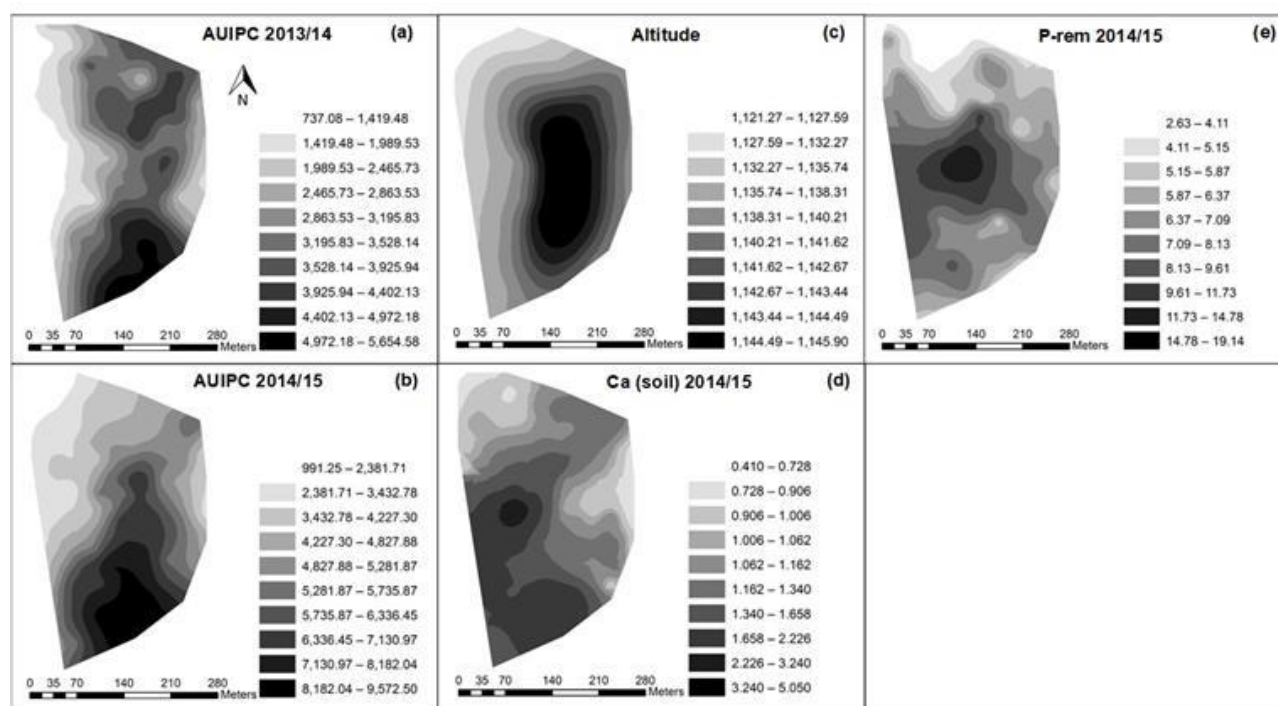 AUIPC 2013/14 (a)
N
737.08 – 1,419.48
1,419.48 – 1,989.53
1,989.53 – 2,465.73
2,465.73 – 2,863.53
2,863.53 – 3,195.83
3,195.83 – 3,528.14
3,528.14 – 3,925.94
3,925.94 – 4,402.13
4,402.13 – 4,972.18
4,972.18 – 5,654.58
0 35 70 140 210 280
Meters
Altitude (c)
1,121.27 – 1,127.59
1,127.59 – 1,132.27
1,132.27 – 1,135.74
1,135.74 – 1,138.31
1,138.31 – 1,140.21
1,140.21 – 1,141.62
1,141.62 – 1,142.67
1,142.67 – 1,143.44
1,143.44 – 1,144.49
1,144.49 – 1,145.90
0 35 70 140 210 280
Meters
P-rem 2014/15 (e)
2.63 – 4.11
4.11 – 5.15
5.15 – 5.87
5.87 – 6.37
6.37 – 7.09
7.09 – 8.13
8.13 – 9.61
9.61 – 11.73
11.73 – 14.78
14.78 – 19.14
0 35 70 140 210 280
Meters
AUIPC 2014/15 (b)
991.25 – 2,381.71
2,381.71 – 3,432.78
3,432.78 – 4,227.30
4,227.30 – 4,827.88
4,827.88 – 5,281.87
5,281.87 – 5,735.87
5,735.87 – 6,336.45
6,336.45 – 7,130.97
7,130.97 – 8,182.04
8,182.04 – 9,572.50
0 35 70 140 210 280
Meters
Ca (soil) 2014/15 (d)
0.410 – 0.728
0.728 – 0.906
0.906 – 1.006
1.006 – 1.062
1.062 – 1.162
1.162 – 1.340
1.340 – 1.658
1.658 – 2.226
2.226 – 3.240
3.240 – 5.050
0 35 70 140 210 280
Meters